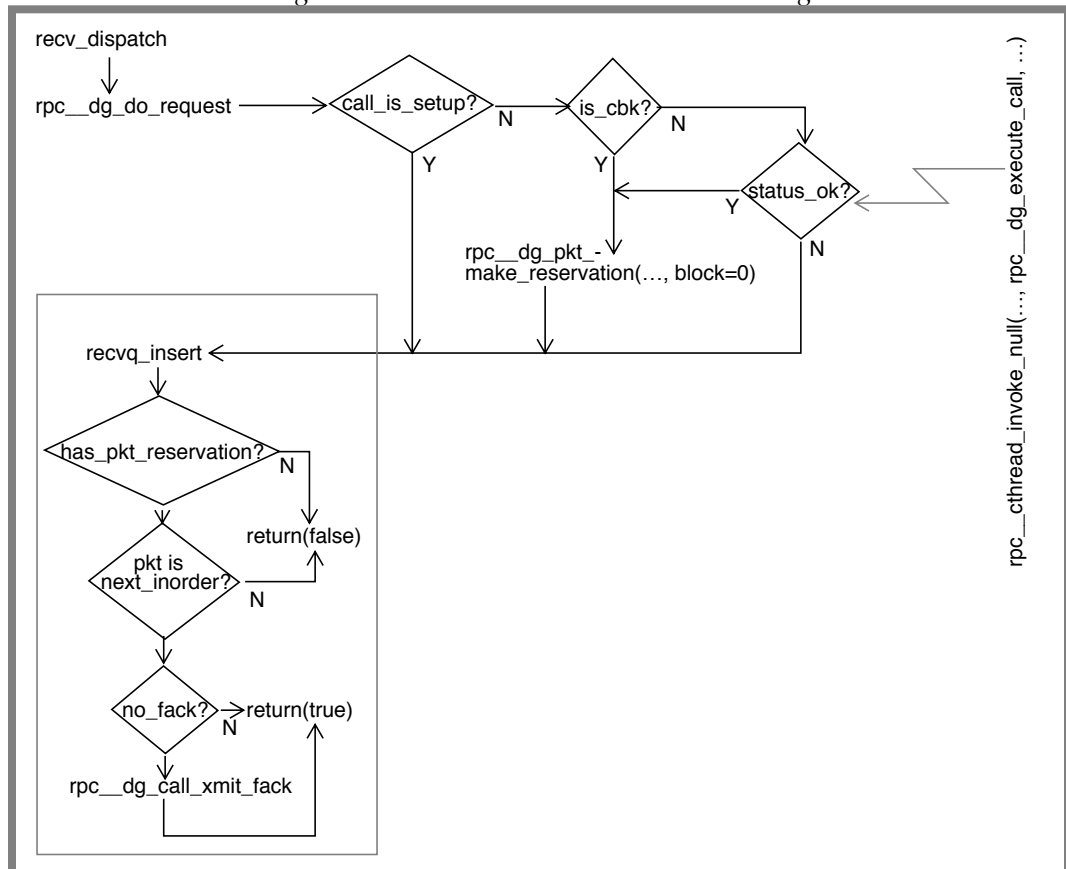 recv_dispatch
rpc__dg_do_request
call_is_setup?
N
Y
is_cbk?
N
Y
status_ok?
Y
N
rpc__dg_pkt_-
make_reservation(…, block=0)
rpc__cthread_invoke_null(…, rpc__dg_execute_call, …)
recvq_insert
has_pkt_reservation?
N
return(false)
pkt is
next_inorder?
N
no_fack?
N
return(true)
rpc__dg_call_xmit_fack